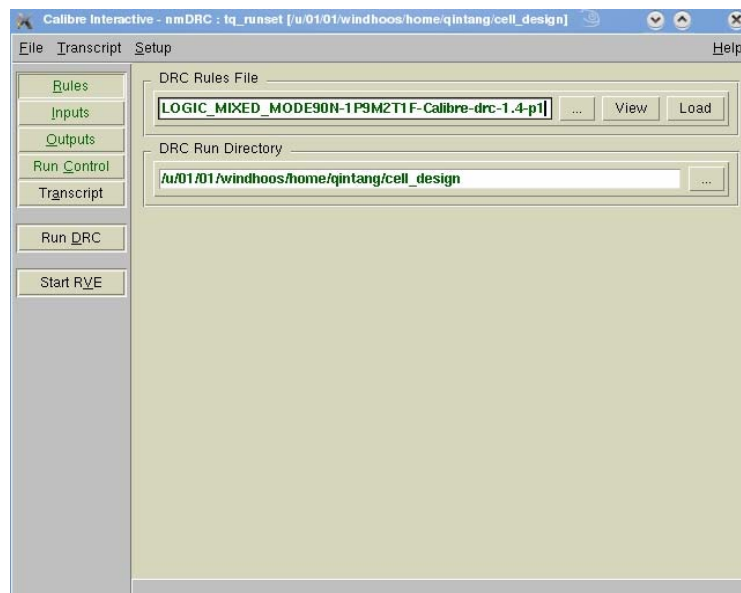 Calibre Interactive - nmDRC : tq_runset [/u/01/01/windhoos/home/qintang/cell_design]
File Transcript Setup Help
Rules
Inputs
Outputs
Run Control
Transcript
Run DRC
Start RVE
DRC Rules File
LOGIC_MIXED_MODE90N-1P9M2T1F-Calibre-drc-1.4-p1 ... View Load
DRC Run Directory
/u/01/01/windhoos/home/qintang/cell_design ...